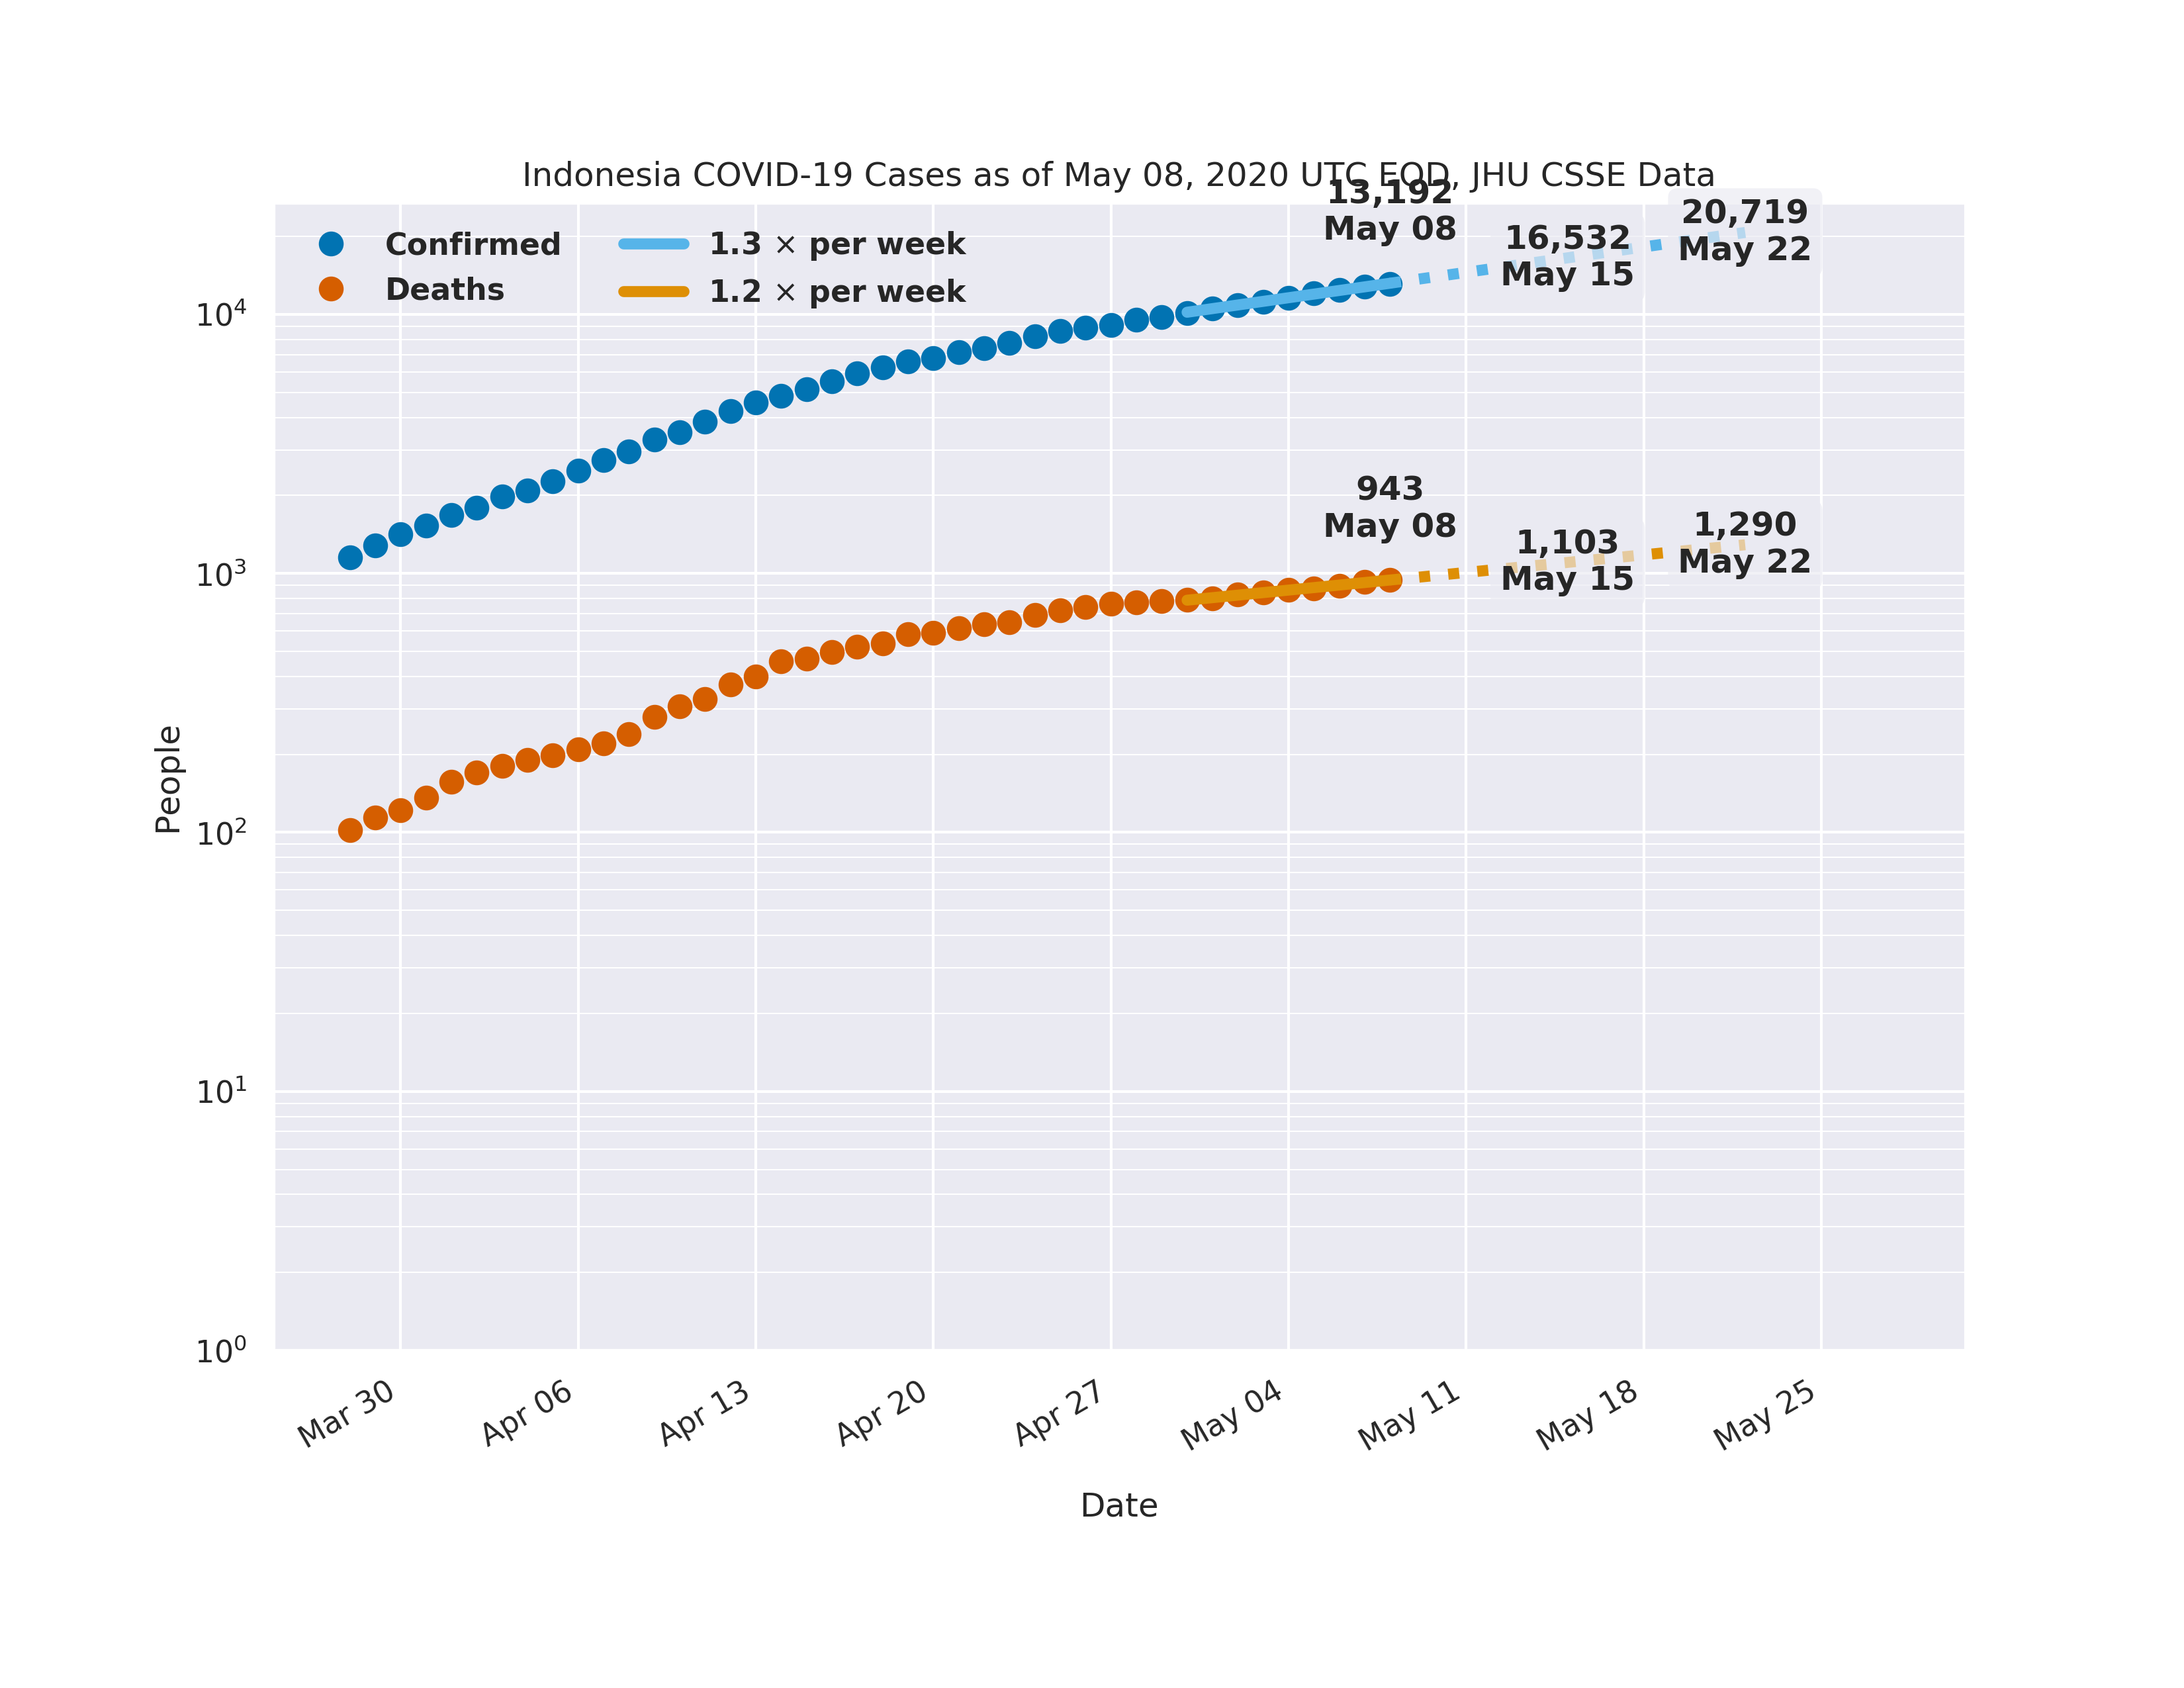 Indonesia COVID-19 Cases as of May 08, 2020 UTC EOD, JHU CSSE Data
13,192
May 08
16,532
May 15
20,719
May 22
Confirmed
Deaths
1.3 × per week
1.2 × per week
943
May 08
1,103
May 15
1,290
May 22
People
10⁴
10³
10²
10¹
10⁰
Mar 30
Apr 06
Apr 13
Apr 20
Apr 27
May 04
May 11
May 18
May 25
Date